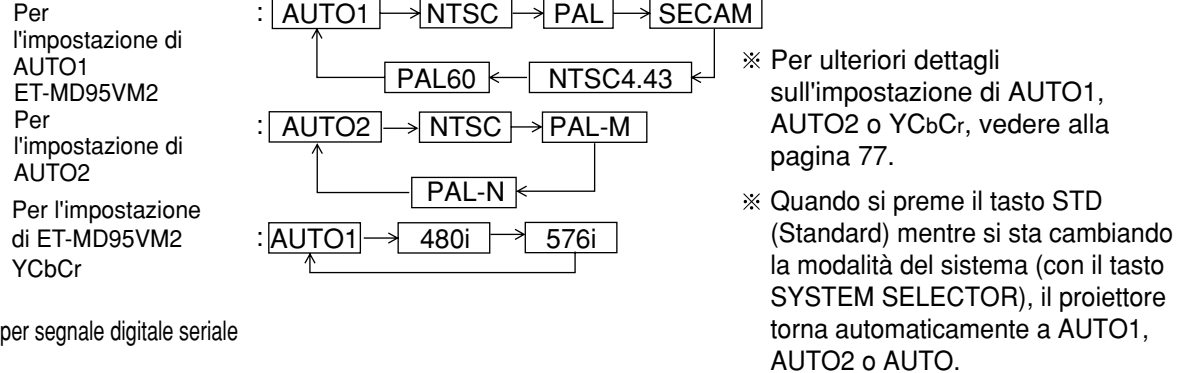 Per
l'impostazione di
AUTO1
ET-MD95VM2
: AUTO1 NTSC PAL SECAM
PAL60 NTSC4.43
Per
l'impostazione di
AUTO2
: AUTO2 NTSC PAL-M
PAL-N
Per l'impostazione
di ET-MD95VM2
YCbCr
: AUTO1 480i 576i
per segnale digitale seriale
※ Per ulteriori dettagli
sull'impostazione di AUTO1,
AUTO2 o YCbCr, vedere alla
pagina 77.
※ Quando si preme il tasto STD
(Standard) mentre si sta cambiando
la modalità del sistema (con il tasto
SYSTEM SELECTOR), il proiettore
torna automaticamente a AUTO1,
AUTO2 o AUTO.